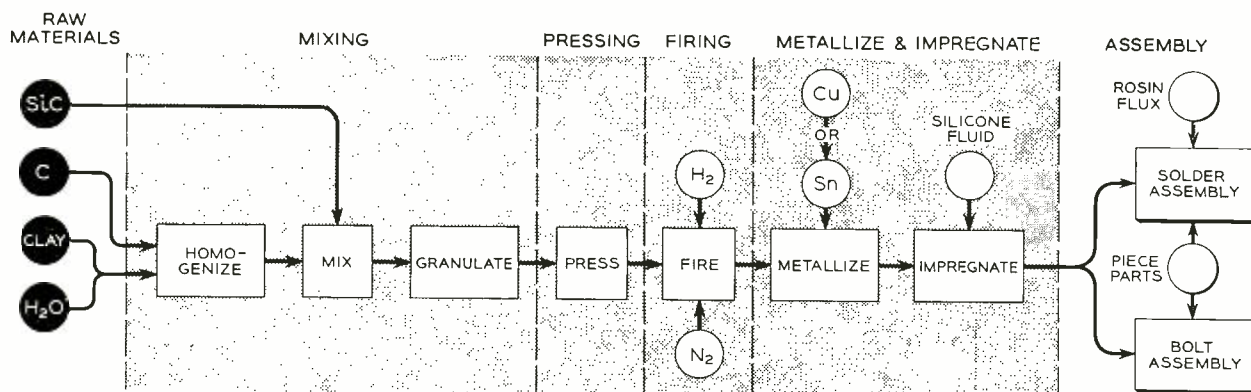 RAW
MATERIALS
MIXING
PRESSING
FIRING
METALLIZE & IMPREGNATE
ASSEMBLY
SiC
C
CLAY
H₂O
HOMO-
GENIZE
MIX
GRANULATE
PRESS
H₂
FIRE
N₂
Cu
OR
Sn
METALLIZE
SILICONE
FLUID
IMPREGNATE
ROSIN
FLUX
SOLDER
ASSEMBLY
PIECE
PARTS
BOLT
ASSEMBLY